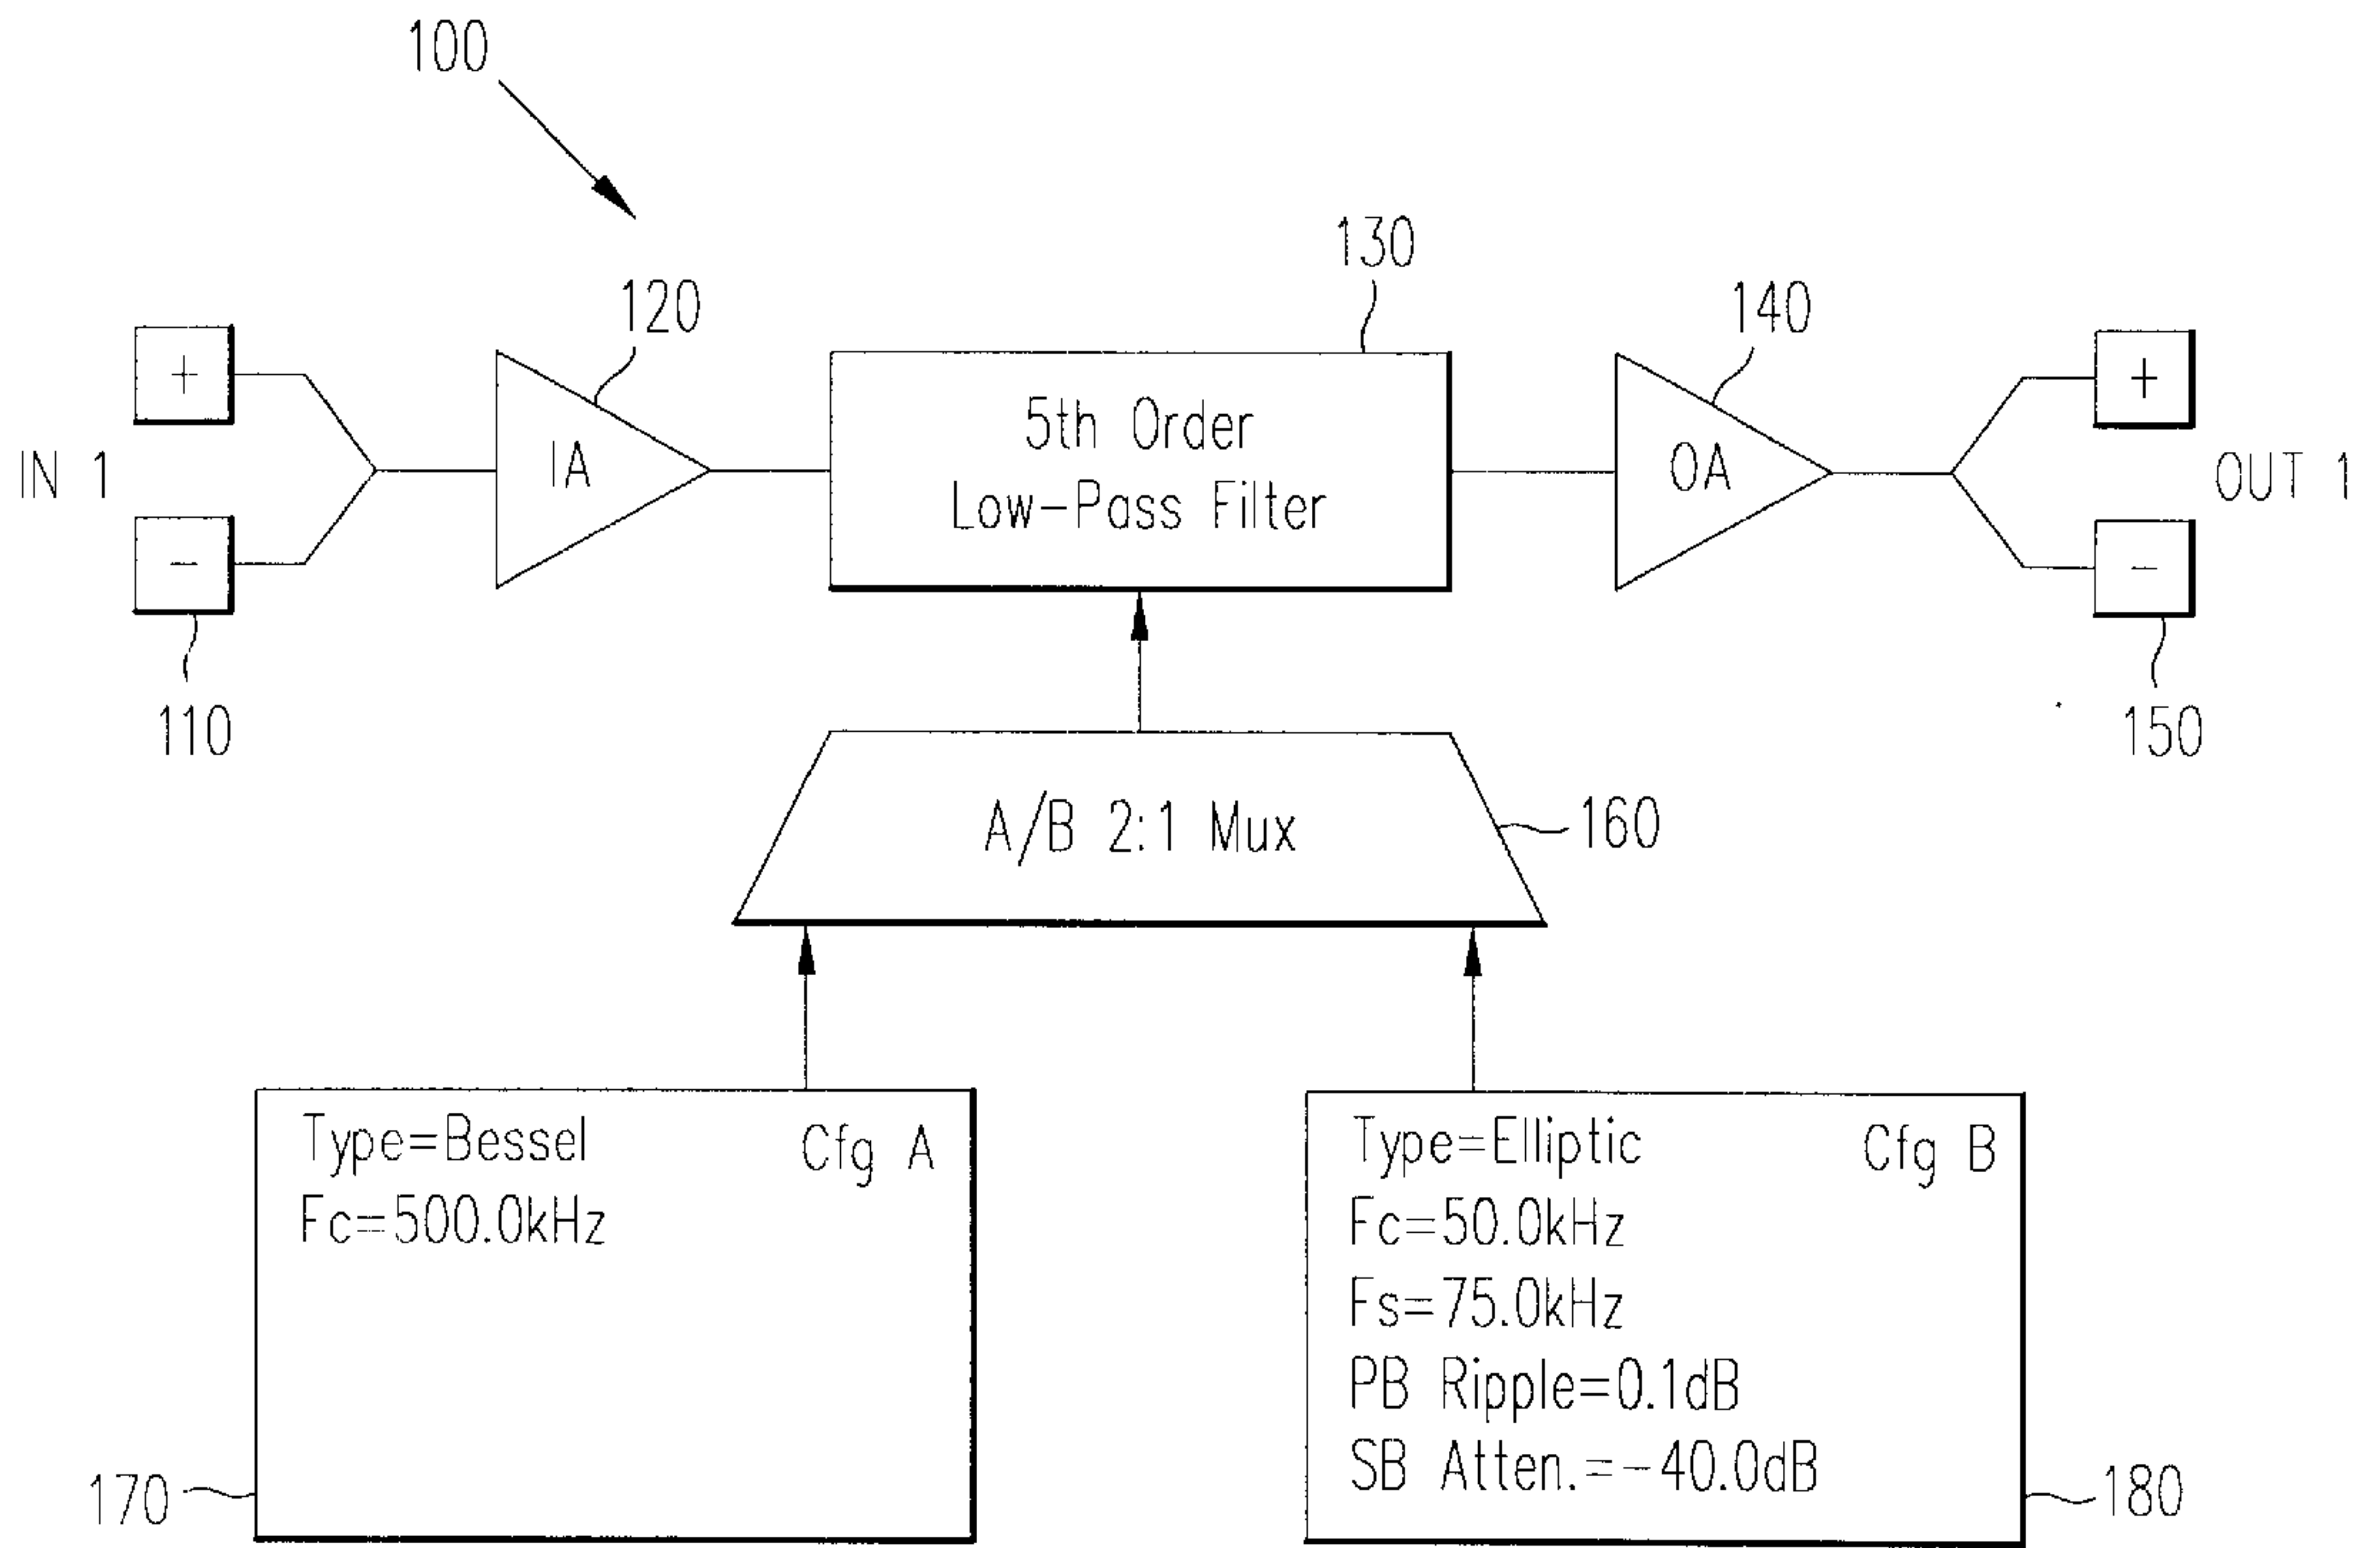 100
120
130
140
+
+
IN 1
IA
5th Order
Low-Pass Filter
OA
OUT 1
-
-
110
150
A/B 2:1 Mux
160
Type=Bessel
Cfg A
Fc=500.0kHz
170
Type=Elliptic
Cfg B
Fc=50.0kHz
Fs=75.0kHz
PB Ripple=0.1dB
SB Atten.=-40.0dB
180